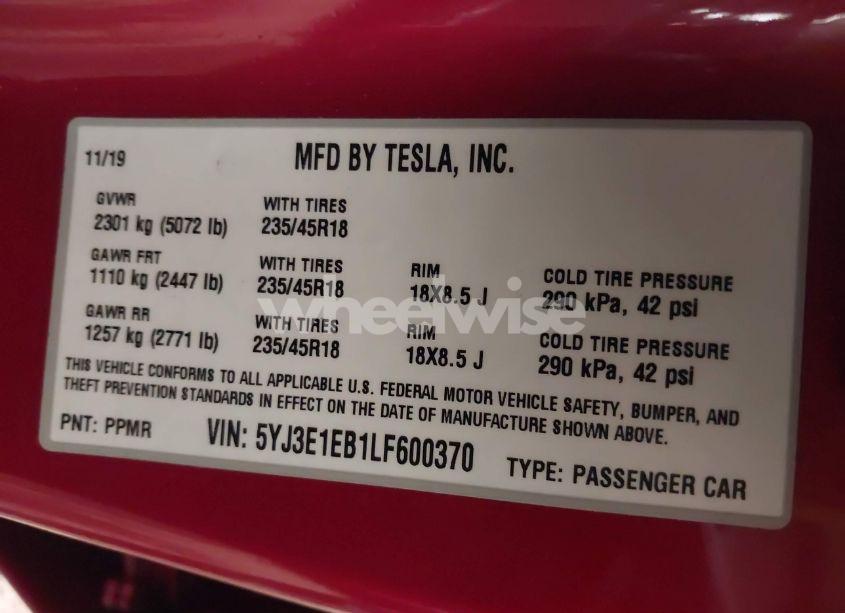 11/19 MFD BY TESLA, INC.
GVWR WITH TIRES
2301 kg (5072 lb) 235/45R18
GAWR FRT WITH TIRES RIM COLD TIRE PRESSURE
1110 kg (2447 lb) 235/45R18 18X8.5 J 290 kPa, 42 psi
GAWR RR WITH TIRES RIM COLD TIRE PRESSURE
1257 kg (2771 lb) 235/45R18 18X8.5 J 290 kPa, 42 psi
THIS VEHICLE CONFORMS TO ALL APPLICABLE U.S. FEDERAL MOTOR VEHICLE SAFETY, BUMPER, AND
THEFT PREVENTION STANDARDS IN EFFECT ON THE DATE OF MANUFACTURE SHOWN ABOVE.
PNT: PPMR VIN: 5YJ3E1EB1LF600370 TYPE: PASSENGER CAR
wheelwise